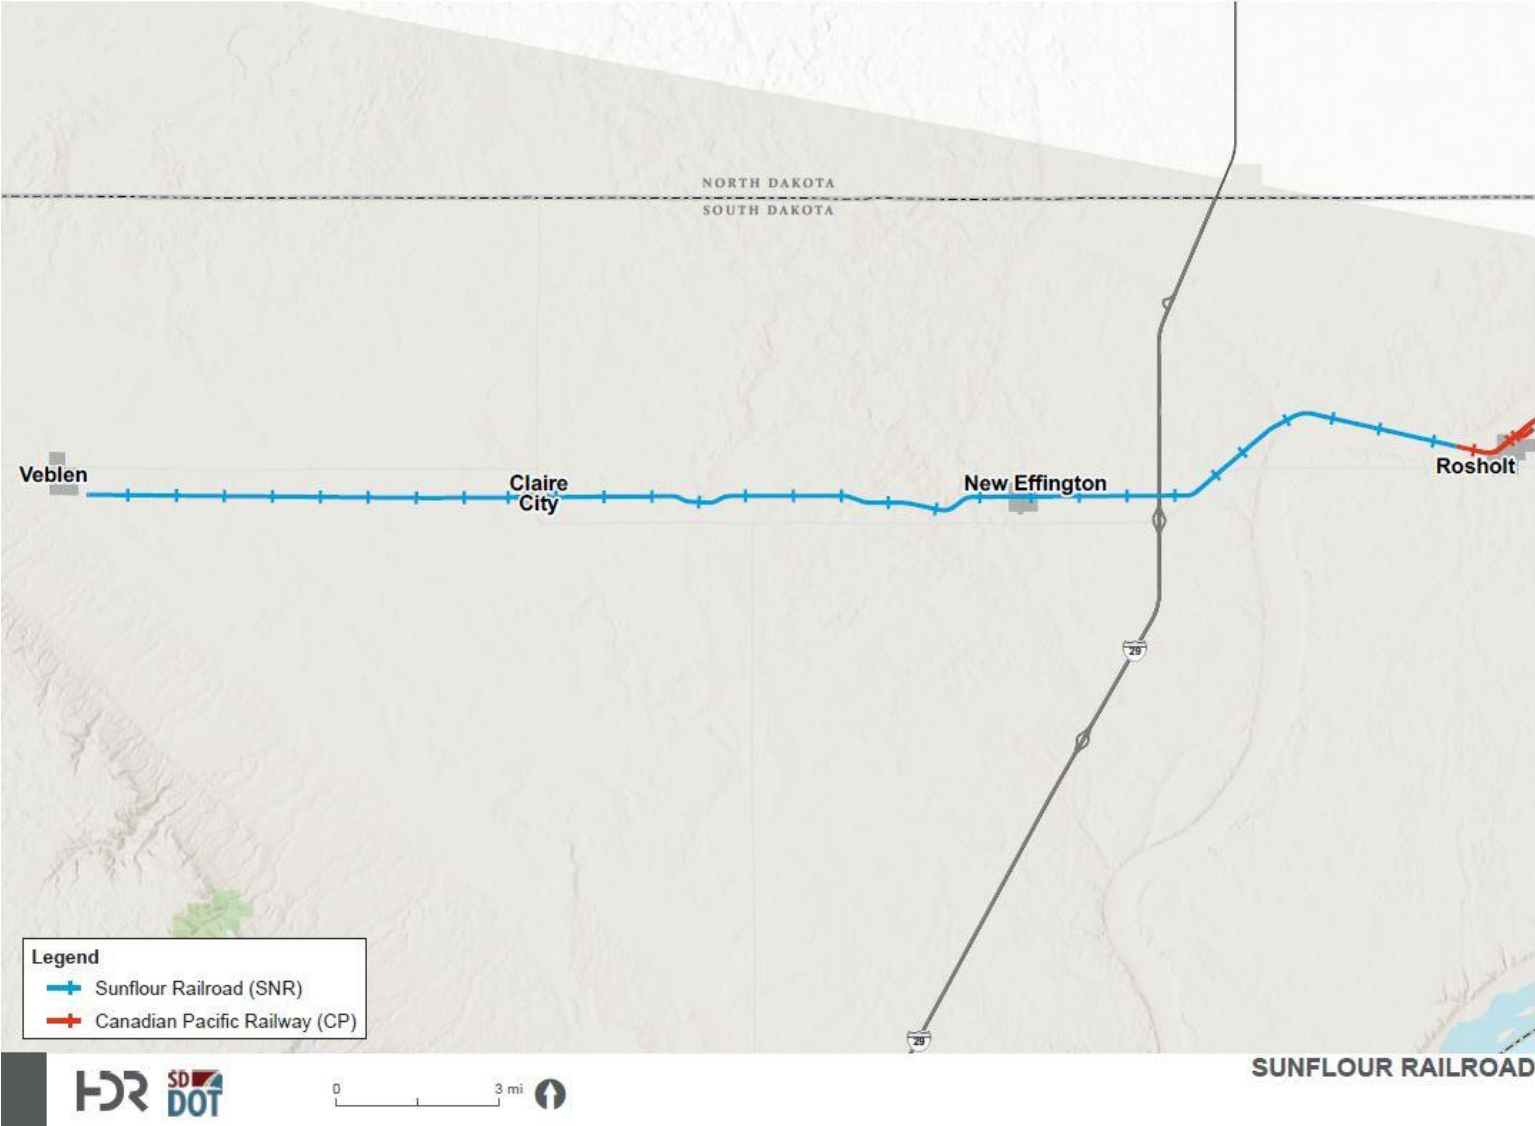 NORTH DAKOTA
SOUTH DAKOTA
Veblen
Claire
City
New Effington
Rosholt
29
29
Legend
Sunflour Railroad (SNR)
Canadian Pacific Railway (CP)
SUNFLOUR RAILROAD
HDR
SD
DOT
0
3 mi